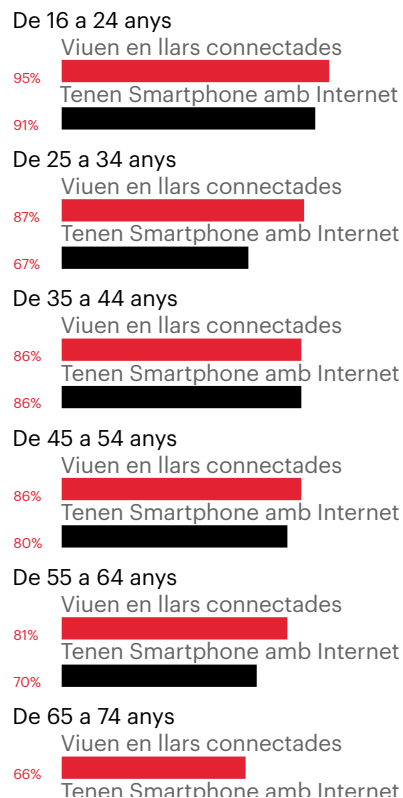 De 16 a 24 anys
Viuen en llars connectades
95%
Tenen Smartphone amb Internet
91%
De 25 a 34 anys
Viuen en llars connectades
87%
Tenen Smartphone amb Internet
67%
De 35 a 44 anys
Viuen en llars connectades
86%
Tenen Smartphone amb Internet
86%
De 45 a 54 anys
Viuen en llars connectades
86%
Tenen Smartphone amb Internet
80%
De 55 a 64 anys
Viuen en llars connectades
81%
Tenen Smartphone amb Internet
70%
De 65 a 74 anys
Viuen en llars connectades
66%
Tenen Smartphone amb Internet